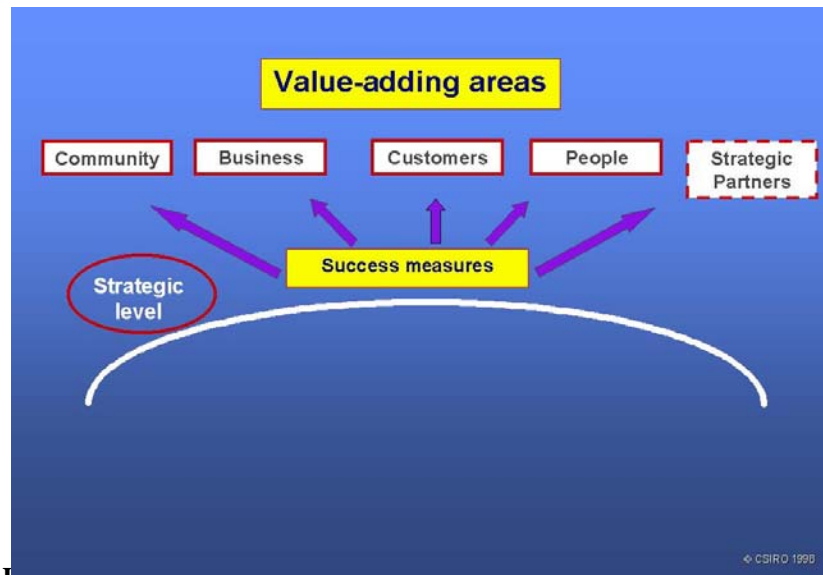 Value-adding areas
Community
Business
Customers
People
Strategic
Partners
Success measures
Strategic
level
© CSIRO 1998